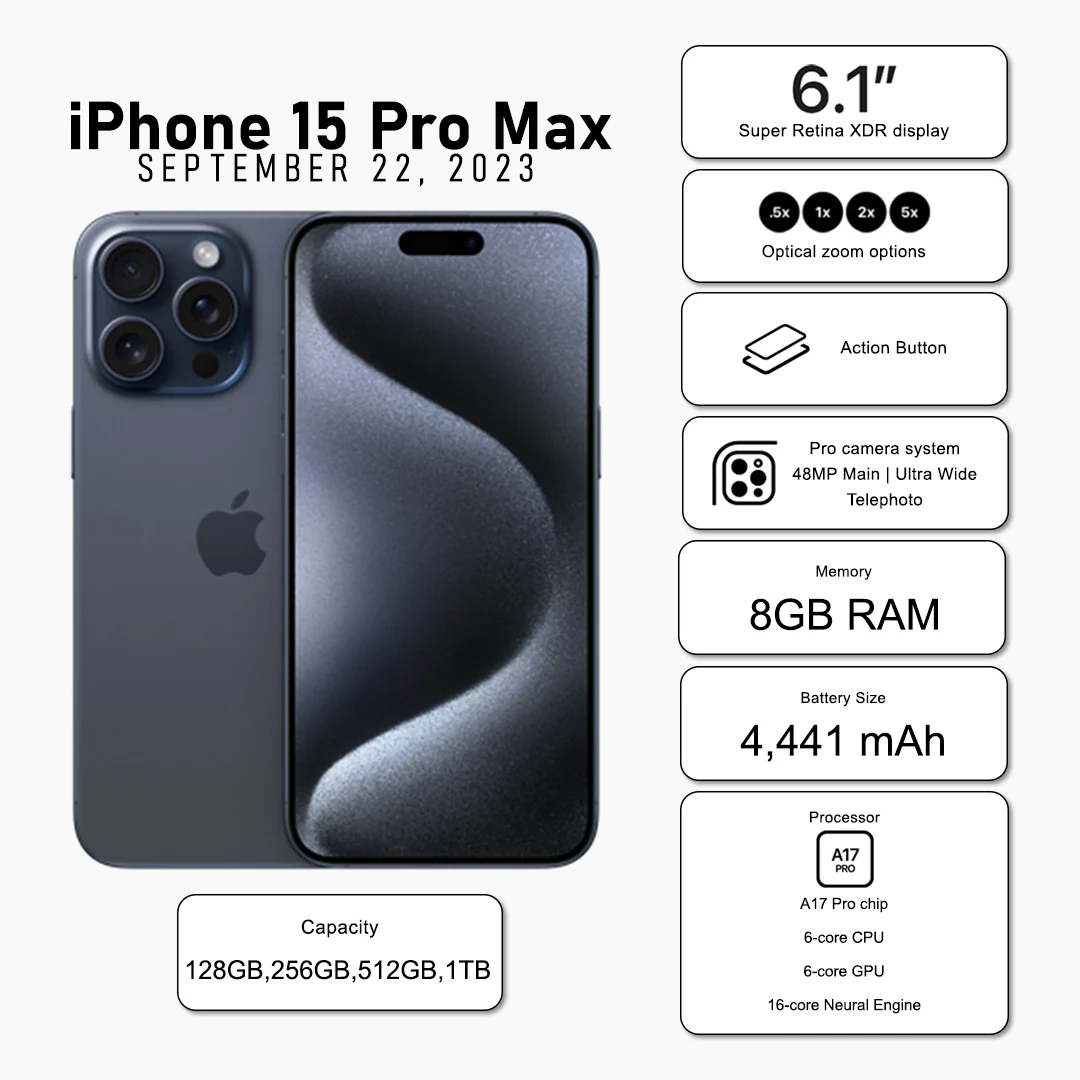 iPhone 15 Pro Max
SEPTEMBER 22, 2023
6.1"
Super Retina XDR display
.5x 1x 2x 5x
Optical zoom options
Action Button
Pro camera system
48MP Main | Ultra Wide
Telephoto
Memory
8GB RAM
Battery Size
4,441 mAh
Processor
A17
PRO
A17 Pro chip
6-core CPU
6-core GPU
16-core Neural Engine
Capacity
128GB,256GB,512GB,1TB